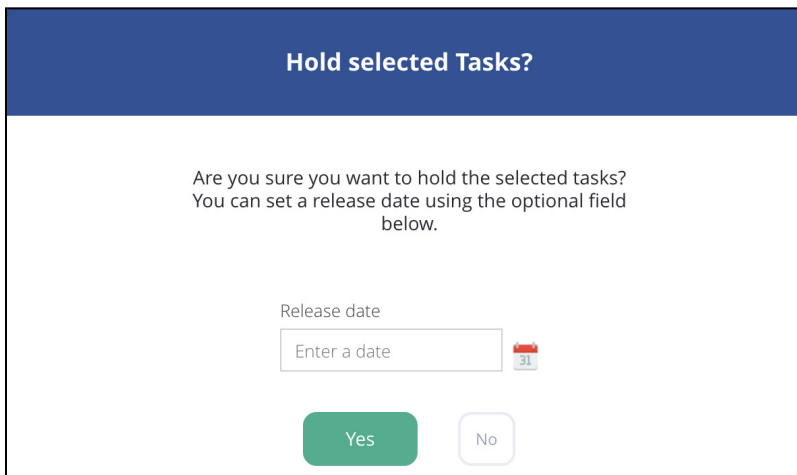 Hold selected Tasks?
Are you sure you want to hold the selected tasks?
You can set a release date using the optional field
below.
Release date
Enter a date
31
Yes
No